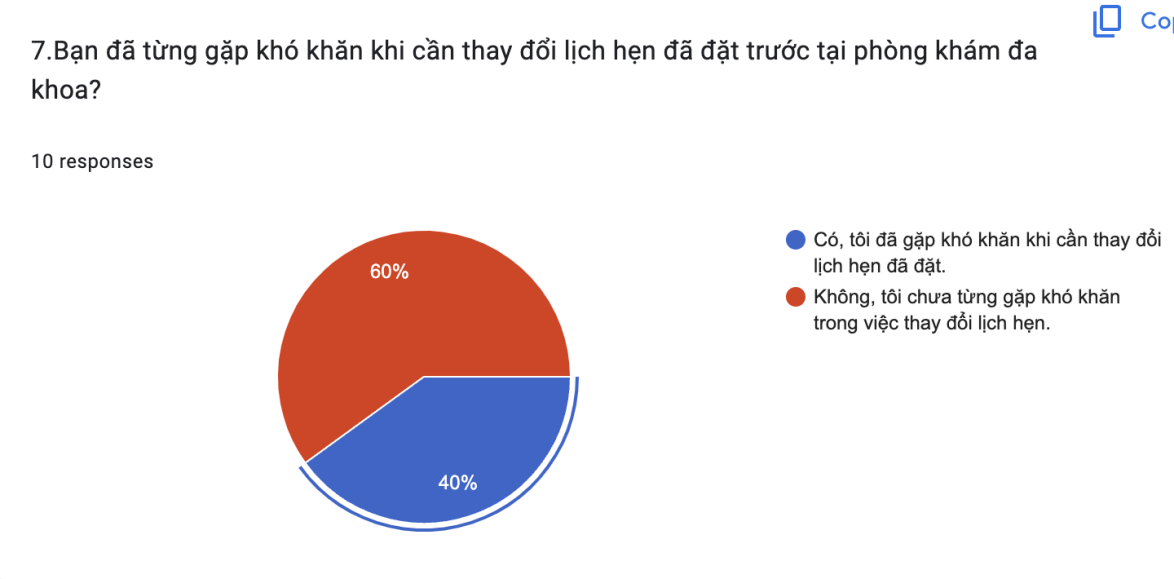 Co
7.Bạn đã từng gặp khó khăn khi cần thay đổi lịch hẹn đã đặt trước tại phòng khám đa
khoa?
10 responses
60%
40%
Có, tôi đã gặp khó khăn khi cần thay đổi
lịch hẹn đã đặt.
Không, tôi chưa từng gặp khó khăn
trong việc thay đổi lịch hẹn.